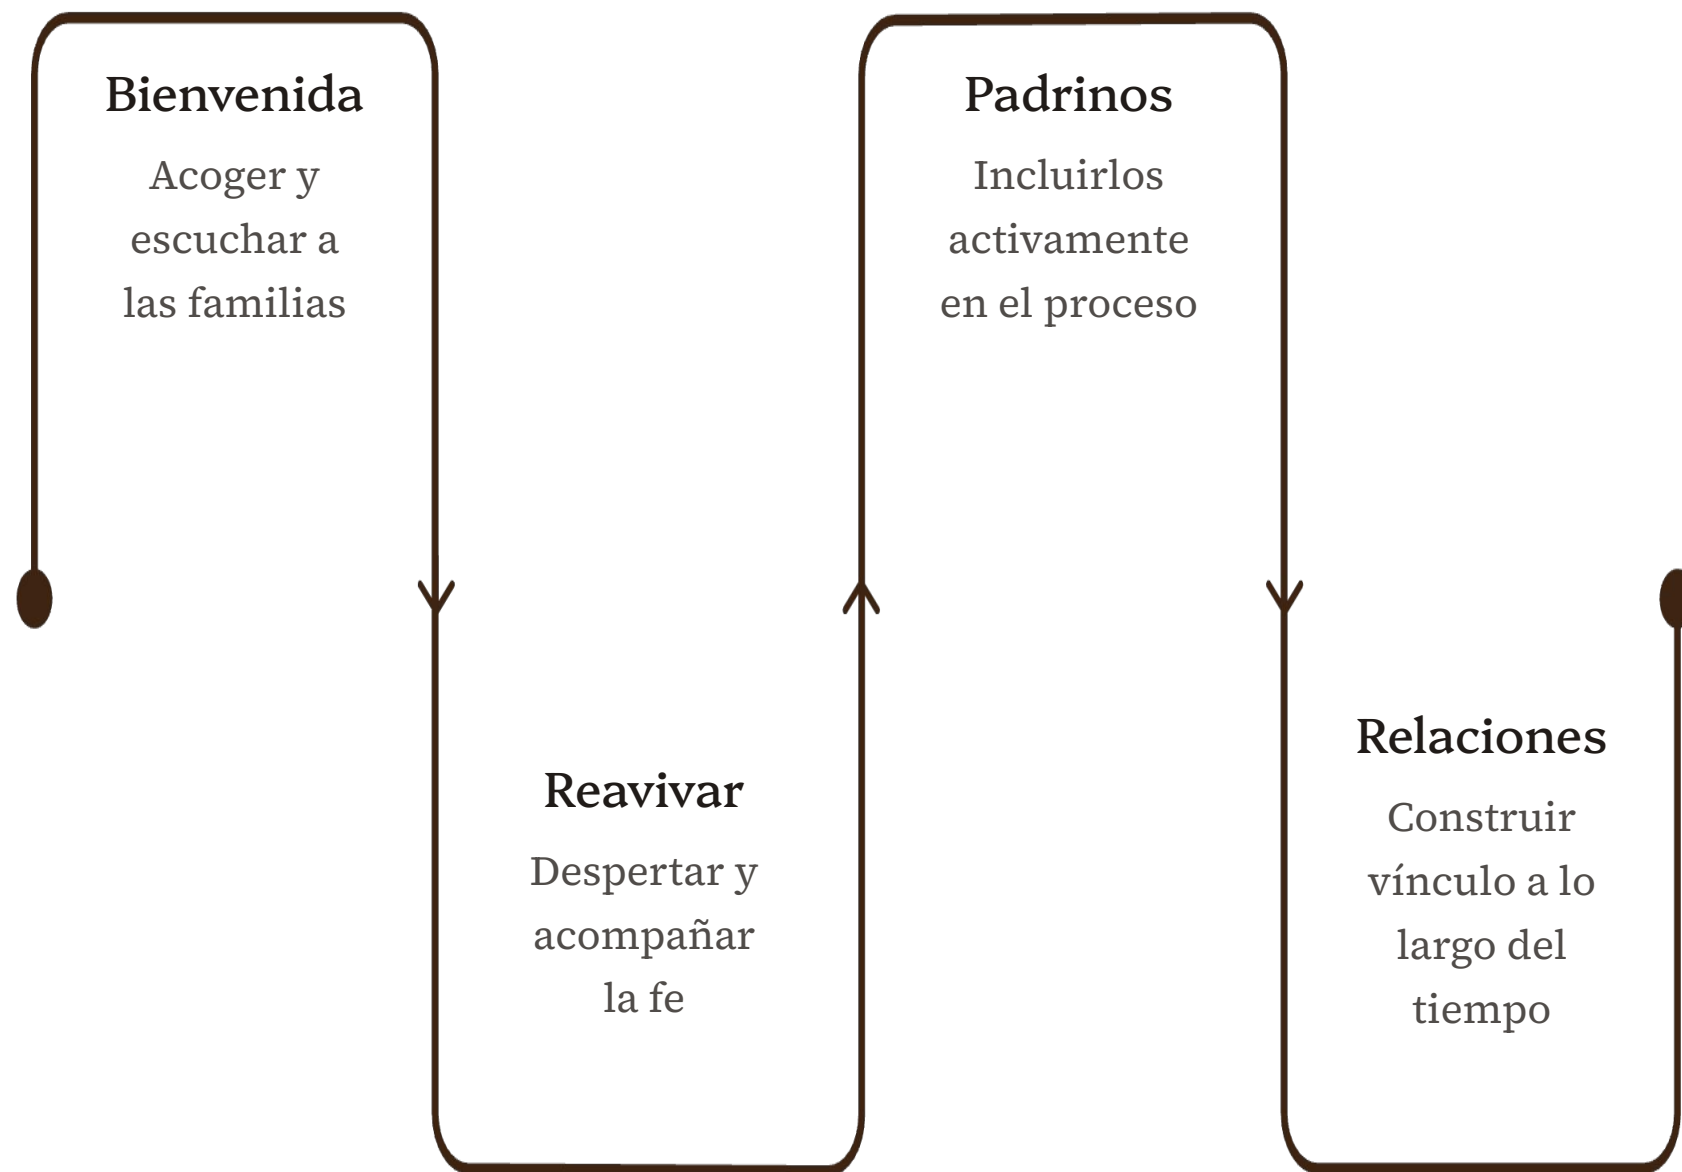 Bienvenida
Acoger y
escuchar a
las familias
Reavivar
Despertar y
acompañar
la fe
Padrinos
Incluirlos
activamente
en el proceso
Relaciones
Construir
vínculo a lo
largo del
tiempo